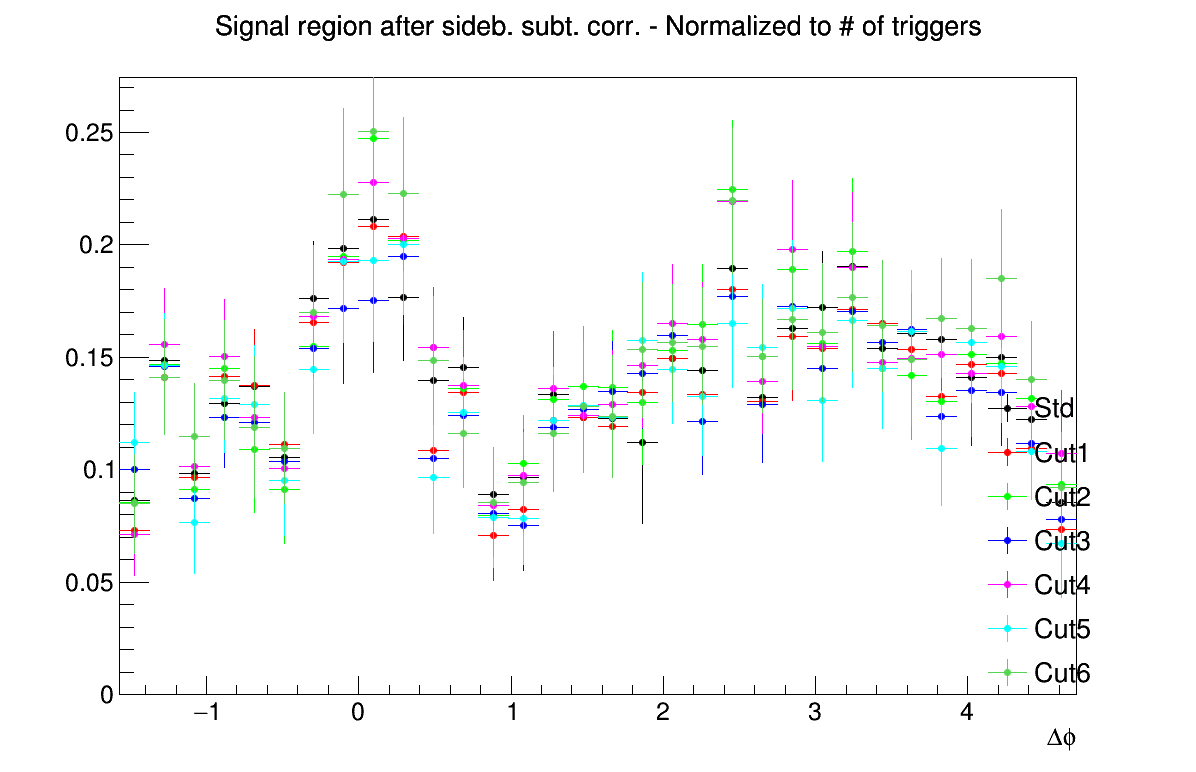 Signal region after sideb. subt. corr. - Normalized to # of triggers
0.25
0.2
0.15
0.1
0.05
0
−1
0
1
2
3
4
Δϕ
Std
Cut1
Cut2
Cut3
Cut4
Cut5
Cut6